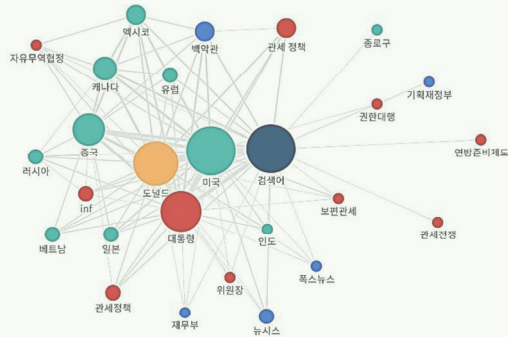 멕시코
백악관
관세 정책
종로구
자유무역협정
캐나다
유럽
기획재정부
권한대행
중국
연방준비제도
러시아
도널드
미국
검색어
inf
보편관세
대통령
관세전쟁
베트남
일본
인도
폭스뉴스
위원장
관세정책
재무부
뉴시스